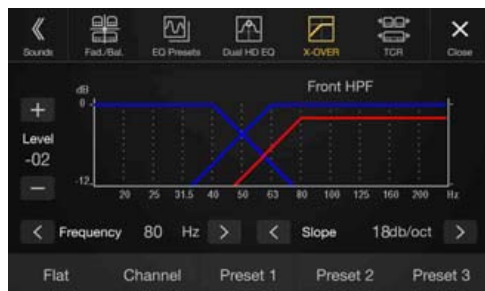 Sounds Fad./Bal. EQ Presets Dual HD EQ X-OVER TCR Close
Front HPF
dB
0
+
Level
-02
−
-12
20 25 31.5 40 50 63 80 100 125 160 200 Hz
< Frequency 80 Hz > < Slope 18db/oct >
Flat Channel Preset 1 Preset 2 Preset 3